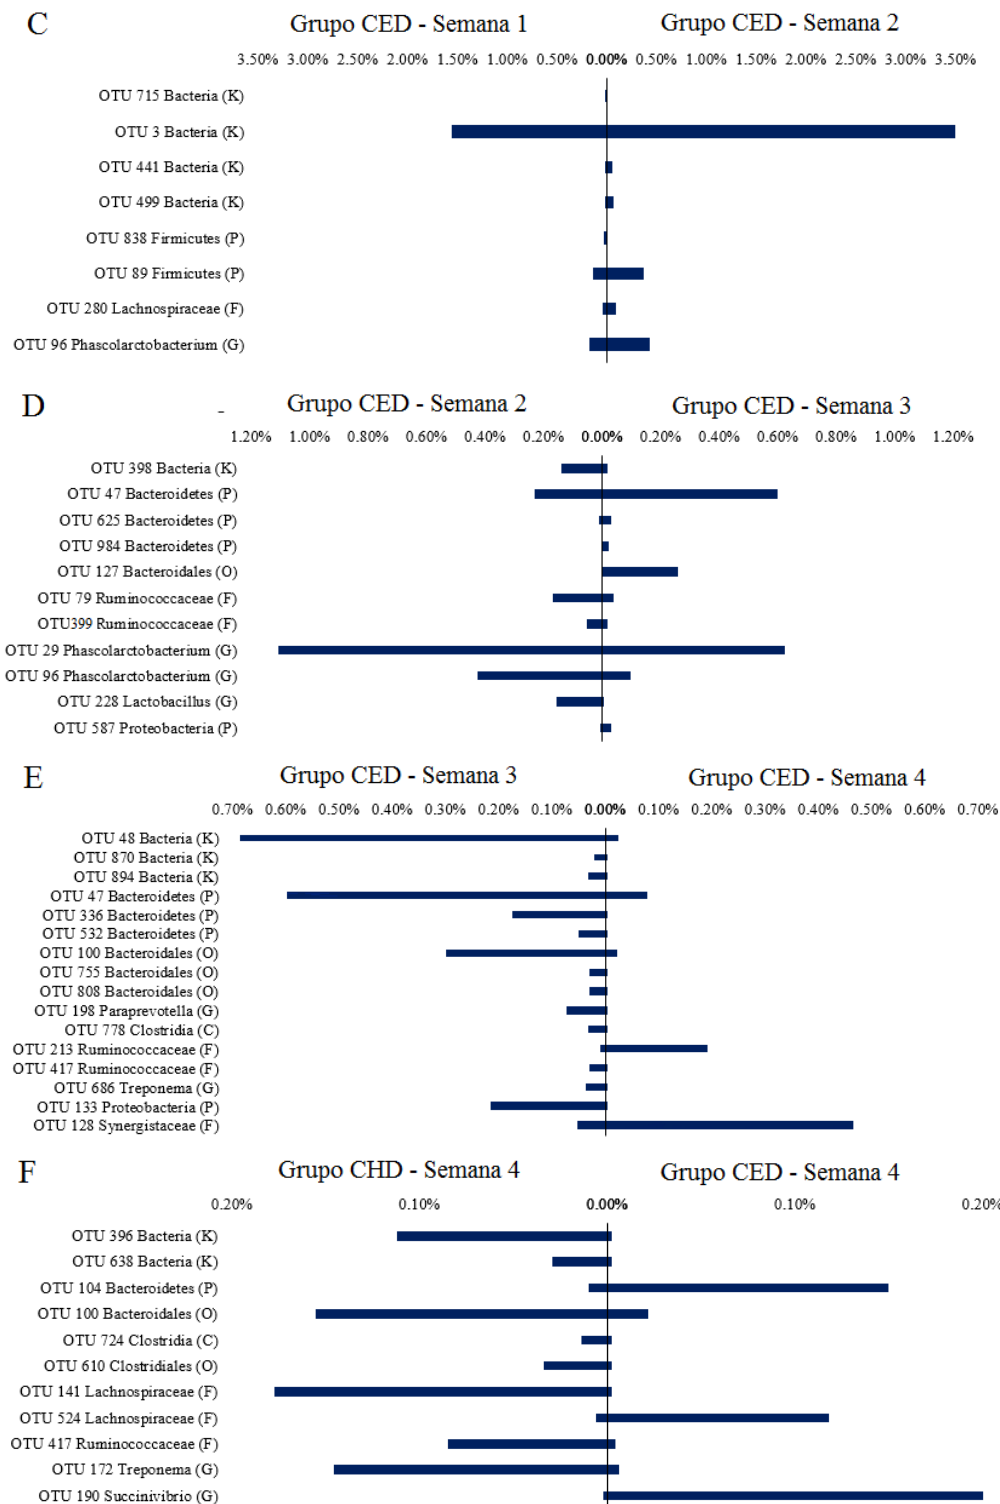 C
Grupo CED - Semana 1 Grupo CED - Semana 2
3.50% 3.00% 2.50% 2.00% 1.50% 1.00% 0.50% 0.00% 0.50% 1.00% 1.50% 2.00% 2.50% 3.00% 3.50%
OTU 715 Bacteria (K)
OTU 3 Bacteria (K)
OTU 441 Bacteria (K)
OTU 499 Bacteria (K)
OTU 838 Firmicutes (P)
OTU 89 Firmicutes (P)
OTU 280 Lachnospiraceae (F)
OTU 96 Phascolarctobacterium (G)
D
- Grupo CED - Semana 2 Grupo CED - Semana 3
1.20% 1.00% 0.80% 0.60% 0.40% 0.20% 0.00% 0.20% 0.40% 0.60% 0.80% 1.00% 1.20%
OTU 398 Bacteria (K)
OTU 47 Bacteroidetes (P)
OTU 625 Bacteroidetes (P)
OTU 984 Bacteroidetes (P)
OTU 127 Bacteroidales (O)
OTU 79 Ruminococcaceae (F)
OTU399 Ruminococcaceae (F)
OTU 29 Phascolarctobacterium (G)
OTU 96 Phascolarctobacterium (G)
OTU 228 Lactobacillus (G)
OTU 587 Proteobacteria (P)
E
Grupo CED - Semana 3 Grupo CED - Semana 4
0.70% 0.60% 0.50% 0.40% 0.30% 0.20% 0.10% 0.00% 0.10% 0.20% 0.30% 0.40% 0.50% 0.60% 0.70%
OTU 48 Bacteria (K)
OTU 870 Bacteria (K)
OTU 894 Bacteria (K)
OTU 47 Bacteroidetes (P)
OTU 336 Bacteroidetes (P)
OTU 532 Bacteroidetes (P)
OTU 100 Bacteroidales (O)
OTU 755 Bacteroidales (O)
OTU 808 Bacteroidales (O)
OTU 198 Paraprevotella (G)
OTU 778 Clostridia (C)
OTU 213 Ruminococcaceae (F)
OTU 417 Ruminococcaceae (F)
OTU 686 Treponema (G)
OTU 133 Proteobacteria (P)
OTU 128 Synergistaceae (F)
F
Grupo CHD - Semana 4 Grupo CED - Semana 4
0.20% 0.10% 0.00% 0.10% 0.20%
OTU 396 Bacteria (K)
OTU 638 Bacteria (K)
OTU 104 Bacteroidetes (P)
OTU 100 Bacteroidales (O)
OTU 724 Clostridia (C)
OTU 610 Clostridiales (O)
OTU 141 Lachnospiraceae (F)
OTU 524 Lachnospiraceae (F)
OTU 417 Ruminococcaceae (F)
OTU 172 Treponema (G)
OTU 190 Succinivibrio (G)